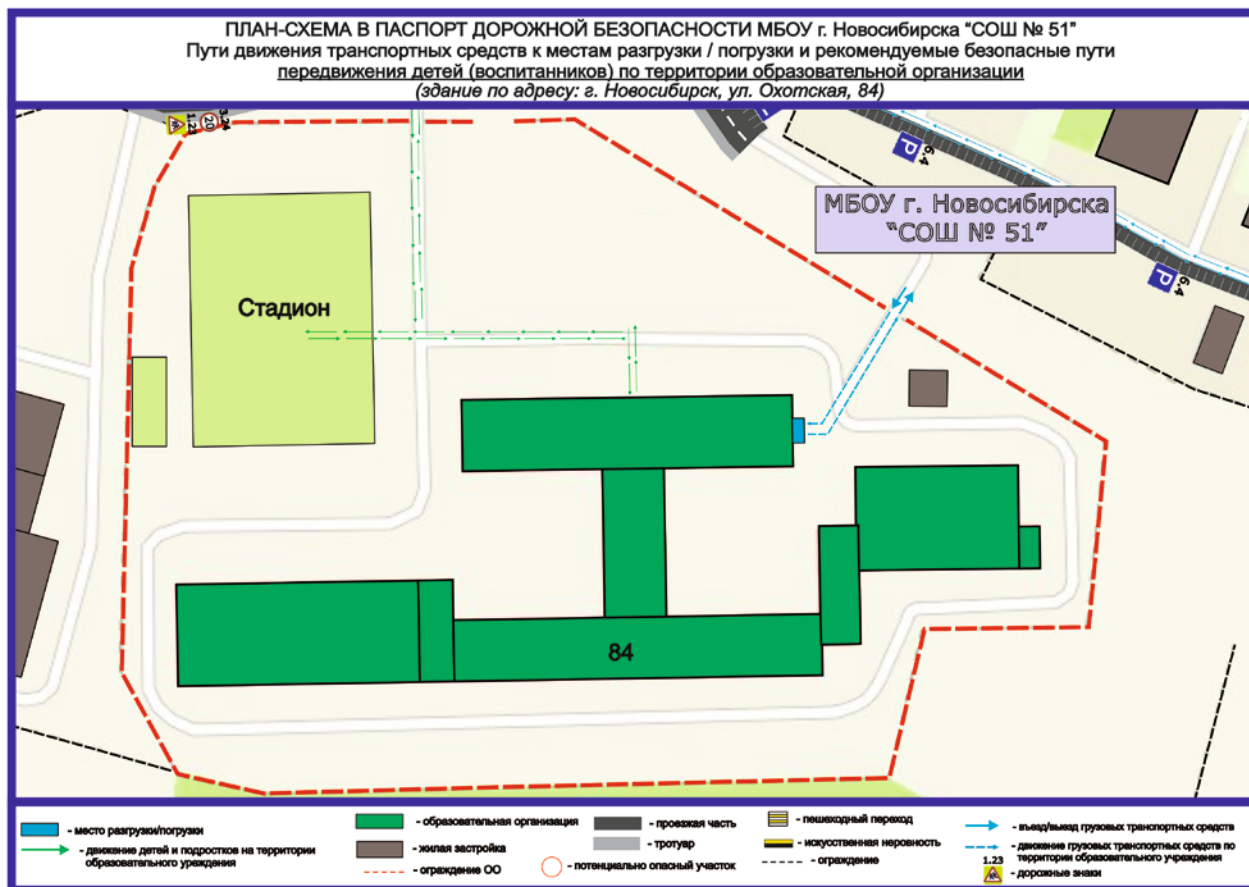 ПЛАН-СХЕМА В ПАСПОРТ ДОРОЖНОЙ БЕЗОПАСНОСТИ МБОУ г. Новосибирска “СОШ № 51”
Пути движения транспортных средств к местам разгрузки / погрузки и рекомендуемые безопасные пути
передвижения детей (воспитанников) по территории образовательной организации
(здание по адресу: г. Новосибирск, ул. Охотская, 84)
1.23
20
3.24
P
6.4
МБОУ г. Новосибирска
“СОШ № 51”
P
6.4
Стадион
84
- место разгрузки/погрузки
- движение детей и подростков на территории
образовательного уреждения
- образовательная организация
- жилая застройка
- ограждение ОО
- проезжая часть
- тротуар
- потенциально опасный участок
- пешеходный переход
- искусственная неровность
- ограждение
- въезд/выезд грузовых транспортных средств
- движение грузовых транспортных средств по
территории образовательного учреждения
1.23
- дорожные знаки